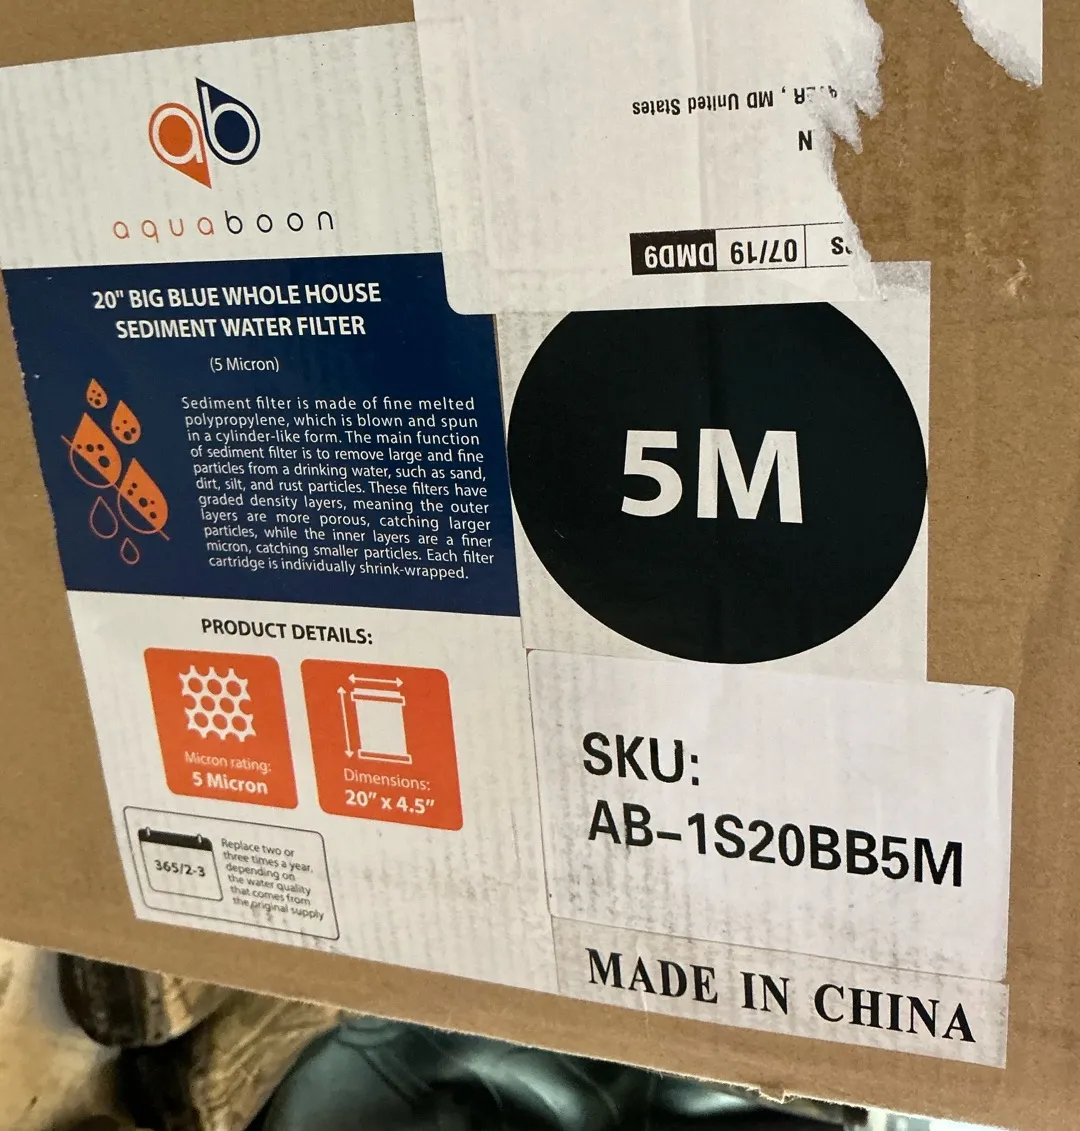 ab
aquaboon
, MD United States
N
S
07/19
DMD9
20" BIG BLUE WHOLE HOUSE
SEDIMENT WATER FILTER
(5 Micron)
Sediment filter is made of fine melted
polypropylene, which is blown and spun
in a cylinder-like form. The main function
of sediment filter is to remove large and fine
particles from a drinking water, such as sand,
dirt, silt, and rust particles. These filters have
graded density layers, meaning the outer
layers are more porous, catching larger
particles, while the inner layers are a finer
micron, catching smaller particles. Each filter
cartridge is individually shrink-wrapped.
5M
PRODUCT DETAILS:
Micron rating:
5 Micron
Dimensions:
20” x 4.5”
365/2-3
Replace two or
three times a year,
depending on
the water quality
that comes from
the original supply
SKU:
AB-1S20BB5M
MADE IN CHINA